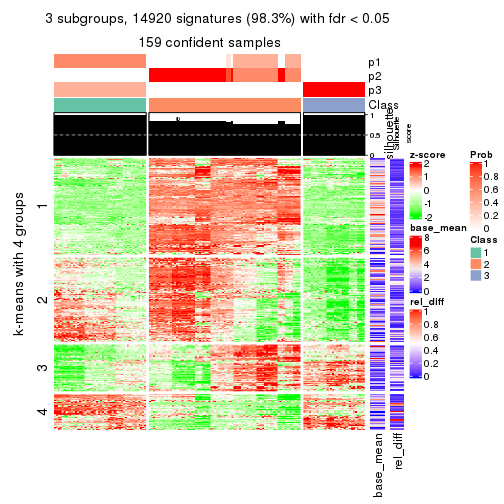 3 subgroups, 14920 signatures (98.3%) with fdr < 0.05
159 confident samples
p1
p2
p3
Class
silhouette
Silhouette
score
1
0.5
0
k-means with 4 groups
1
2
3
4
base_mean
rel_diff
z-score
2
1
0
-1
-2
base_mean
8
6
4
2
0
rel_diff
1
0.8
0.6
0.4
0.2
0
Prob
1
0.8
0.6
0.4
0.2
0
Class
1
2
3